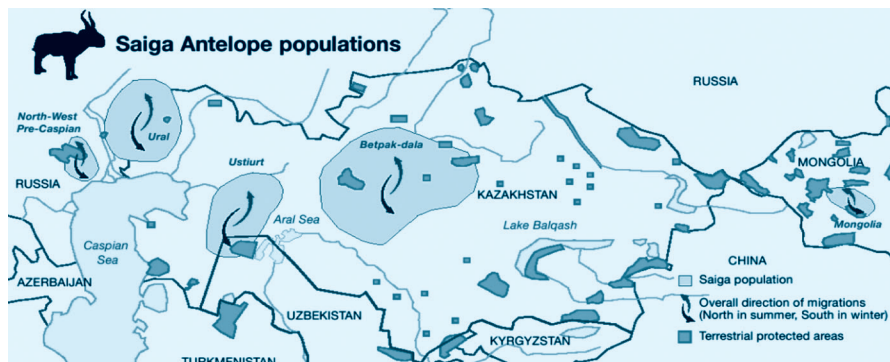 Saiga Antelope populations
RUSSIA
North-West
Pre-Caspian
Ural
Betpak-dala
Ustiurt
MONGOLIA
RUSSIA
KAZAKHSTAN
Aral Sea
Lake Balqash
Mongolia
Caspian
Sea
CHINA
AZERBAIJAN
UZBEKISTAN
KYRGYZSTAN
TURKMENISTAN
Saiga population
Overall direction of migrations
(North in summer, South in winter)
Terrestrial protected areas